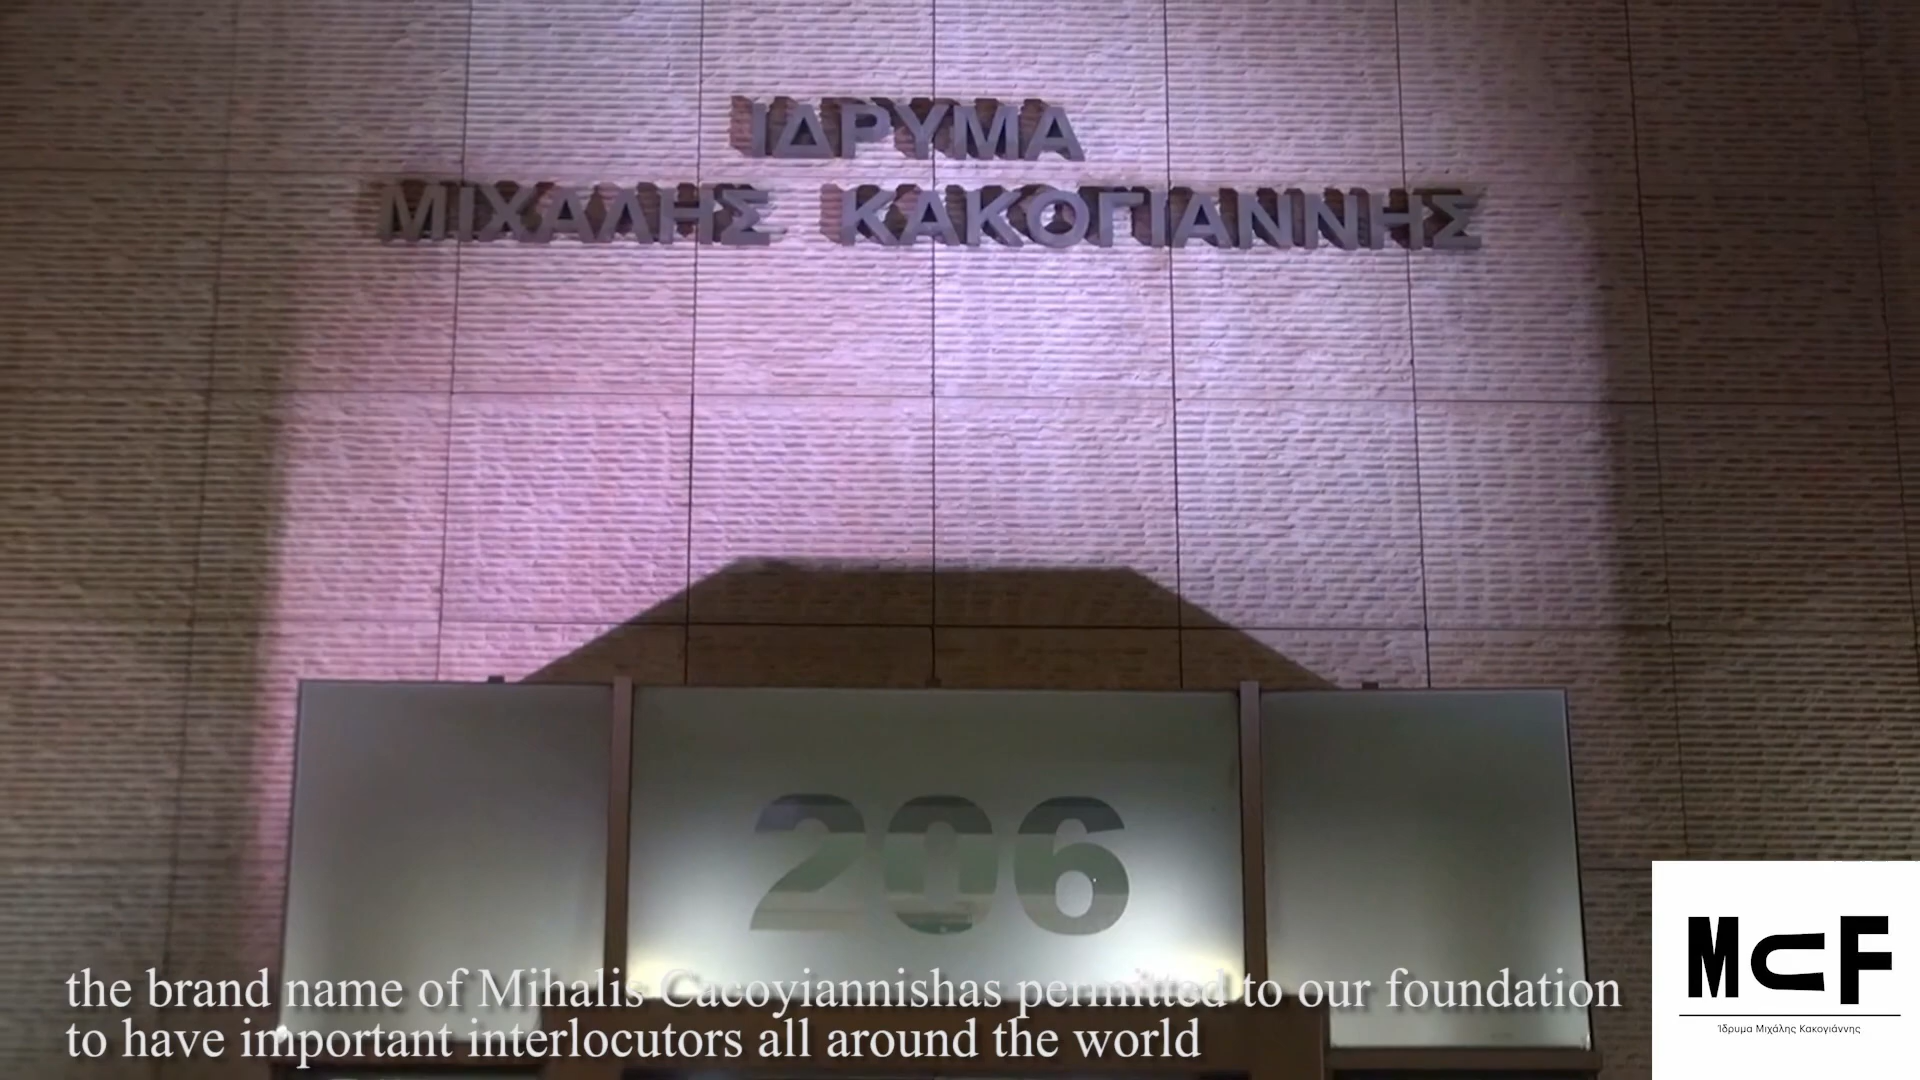 ΙΔΡΥΜΑ
ΜΙΧΑΛΗΣ ΚΑΚΟΓΙΑΝΝΗΣ
206
the brand name of Mihalis Cacoyiannishas permitted to our foundation
to have important interlocutors all around the world
MCF
Ίδρυμα Μιχάλης Κακογιάννης